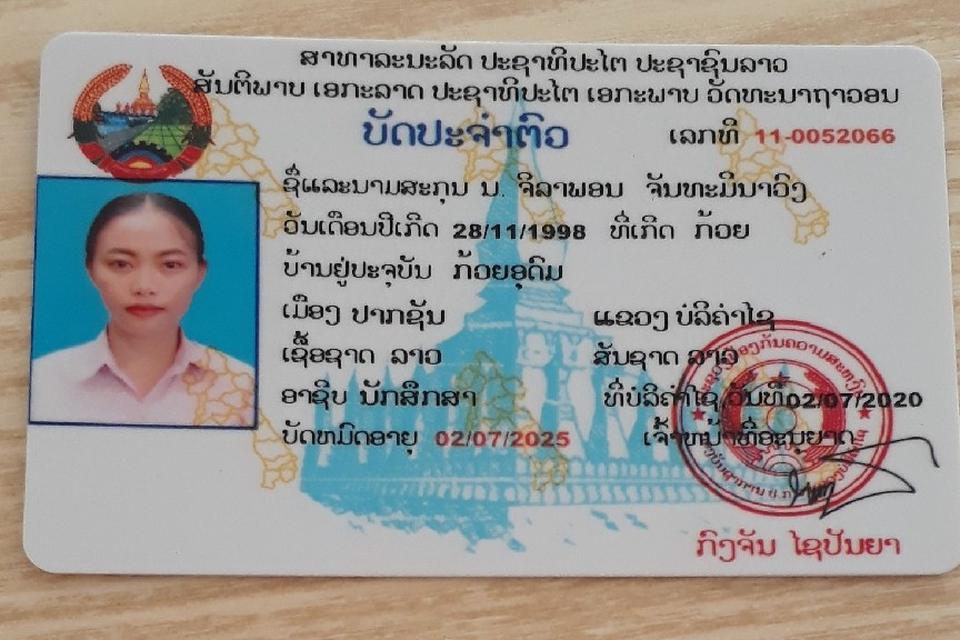 ສາທາລະນະລັດ ປະຊາທິປະໄຕ ປະຊາຊົນລາວ
ສັນຕິພາບ ເອກະລາດ ປະຊາທິປະໄຕ ເອກະພາບ ວັດທະນາຖາວອນ
ບັດປະຈຳຕົວ ເລກທີ 11-0052066
ຊື່ແລະນາມສະກຸນ ນ. ຈິລາພອນ ຈັນທະມີນາວົງ
ວັນເດືອນປີເກີດ 28/11/1998 ທີ່ເກີດ ກ້ວຍ
ບ້ານຢູ່ປະຈຸບັນ ກ້ວຍອຸດົມ
ເມືອງ ປາກຊັນ ແຂວງ ບໍລິຄຳໄຊ
ເຊື້ອຊາດ ລາວ ສັນຊາດ ລາວ
ອາຊີບ ນັກສຶກສາ ທີ່ບໍລິຄຳໄຊ ວັນທີ 02/07/2020
ບັດໝົດອາຍຸ 02/07/2025 ເຈົ້າໜ້າທີ່ອະນຸຍາດ
ກົງຈັນ ໄຊປັນຍາ